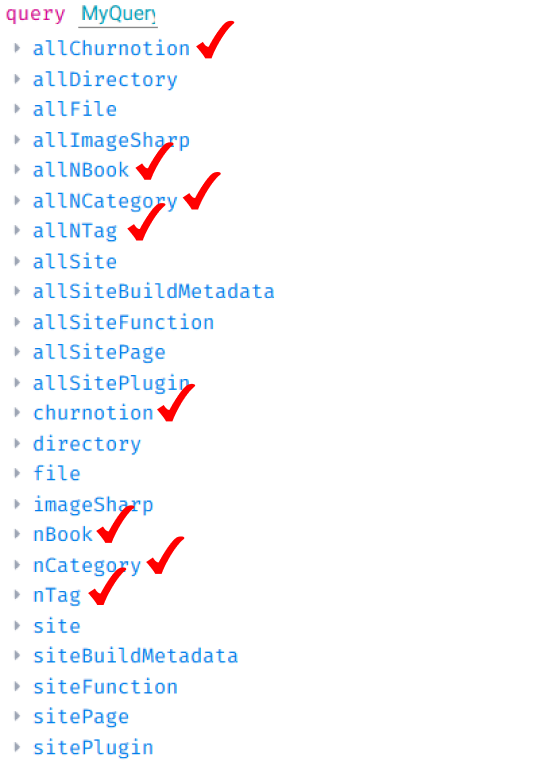 query MyQuery
allChurnotion
allDirectory
allFile
allImageSharp
allNBook
allNCategory
allNTag
allSite
allSiteBuildMetadata
allSiteFunction
allSitePage
allSitePlugin
churnotion
directory
file
imageSharp
nBook
nCategory
nTag
site
siteBuildMetadata
siteFunction
sitePage
sitePlugin